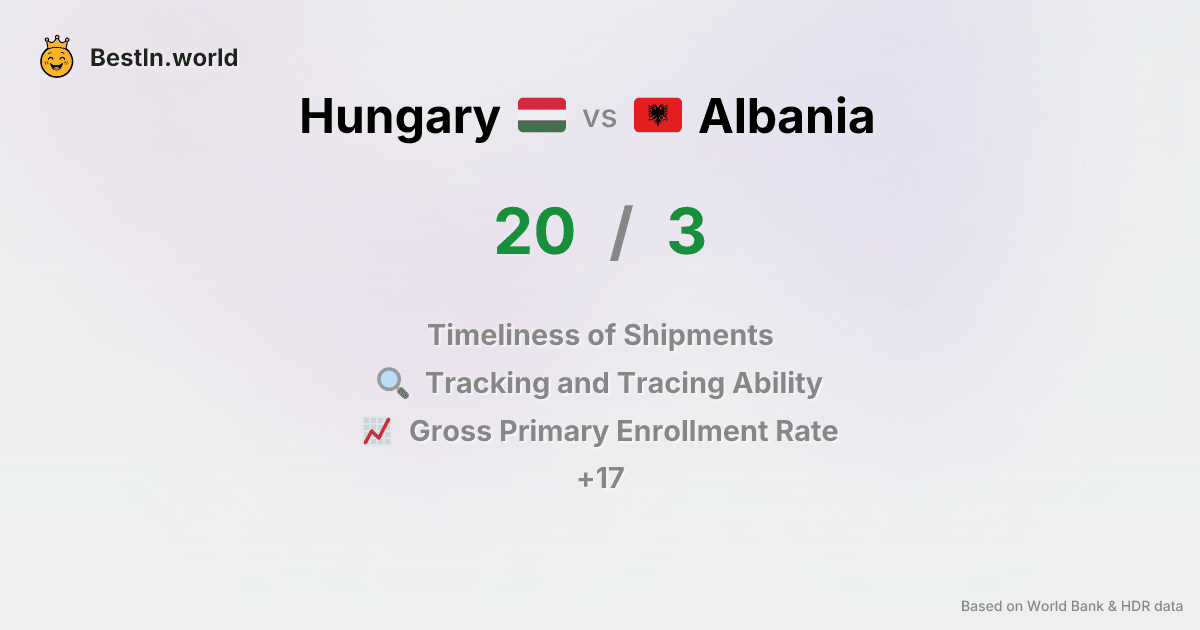 BestIn.world
Hungary vs Albania
20 / 3
Timeliness of Shipments
Tracking and Tracing Ability
Gross Primary Enrollment Rate
+17
Based on World Bank & HDR data